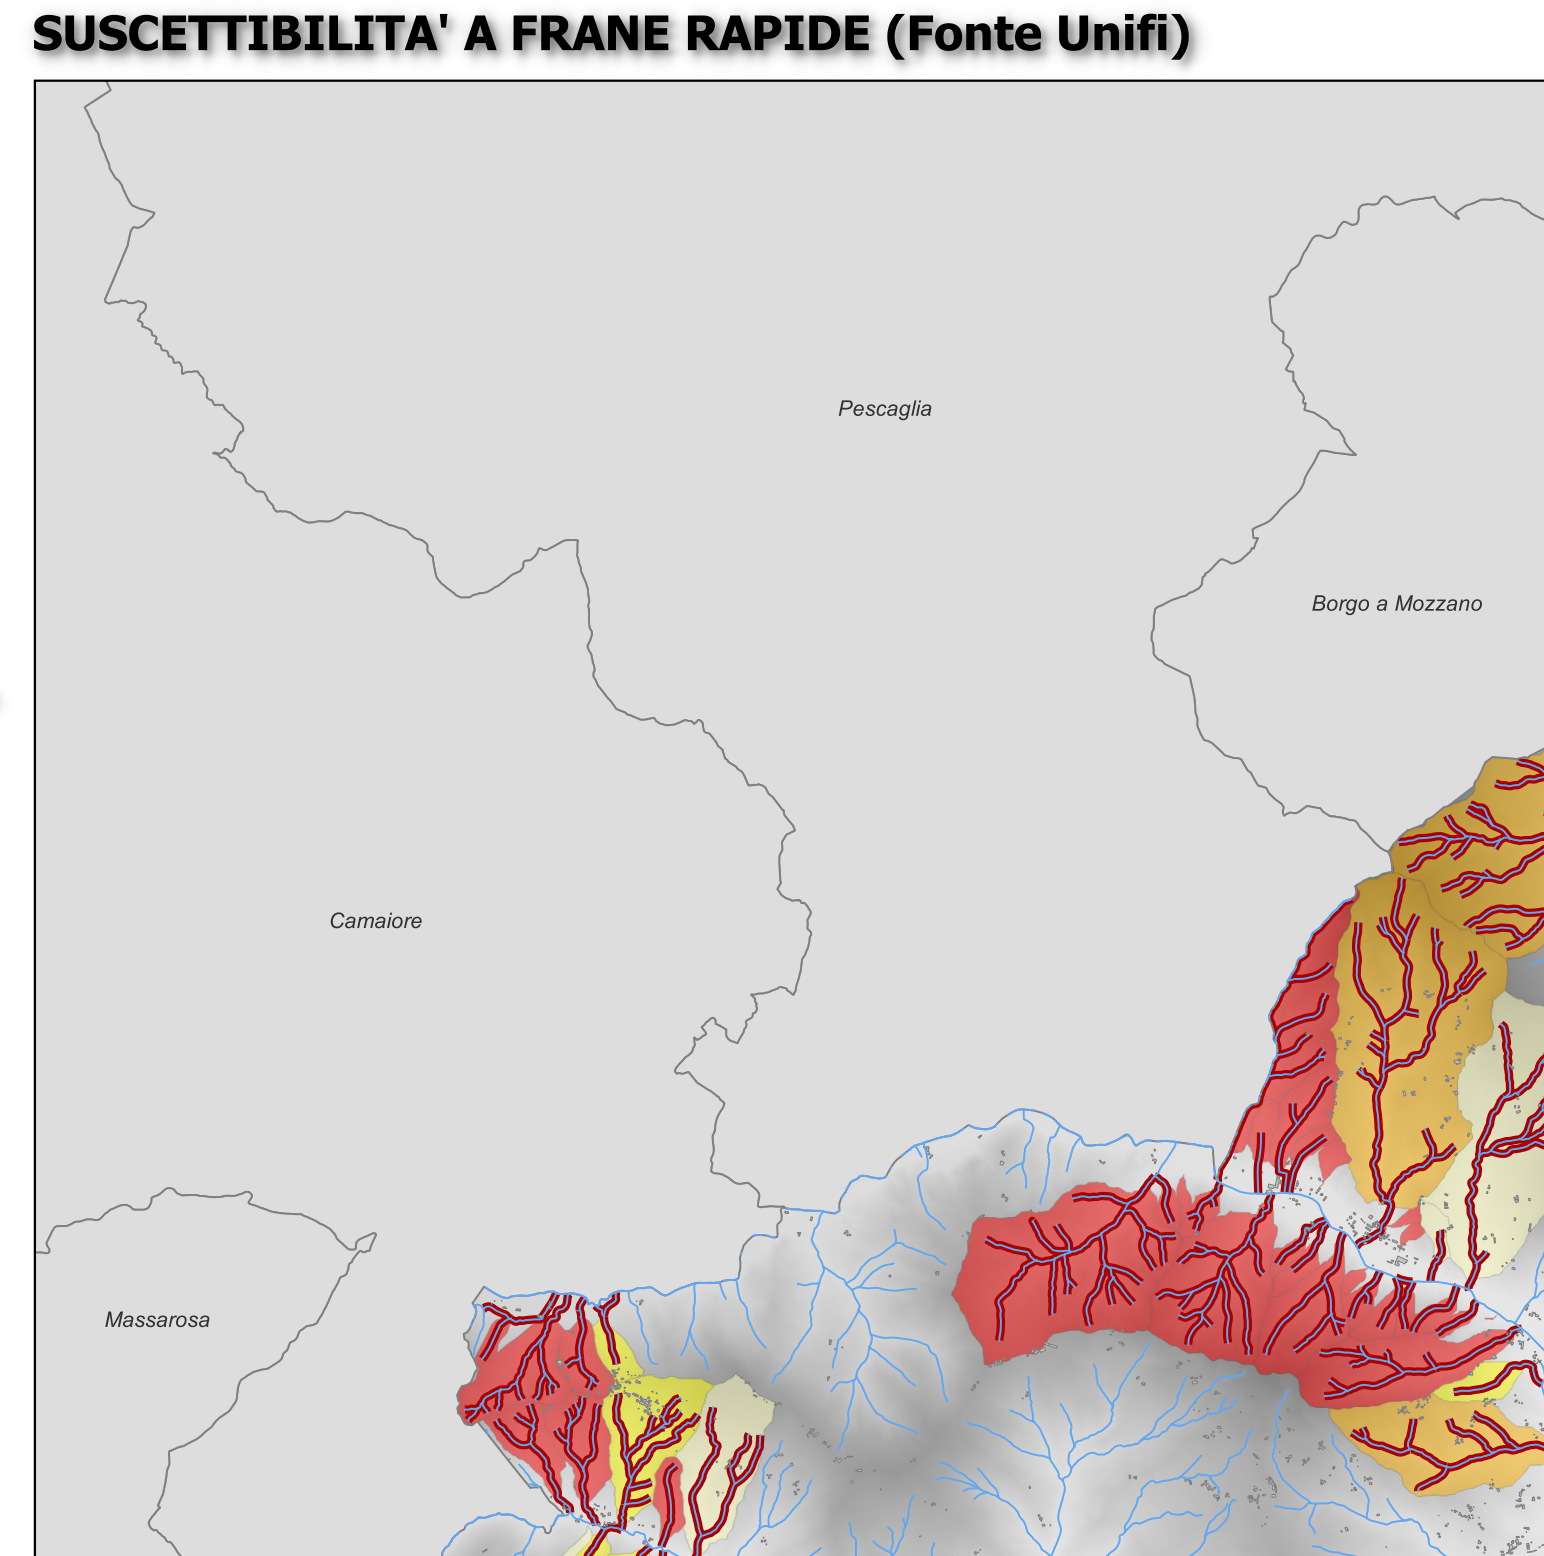 SUSCETTIBILITA' A FRANE RAPIDE (Fonte Unifi)
Pescaglia
Borgo a Mozzano
Camaiore
Massarosa